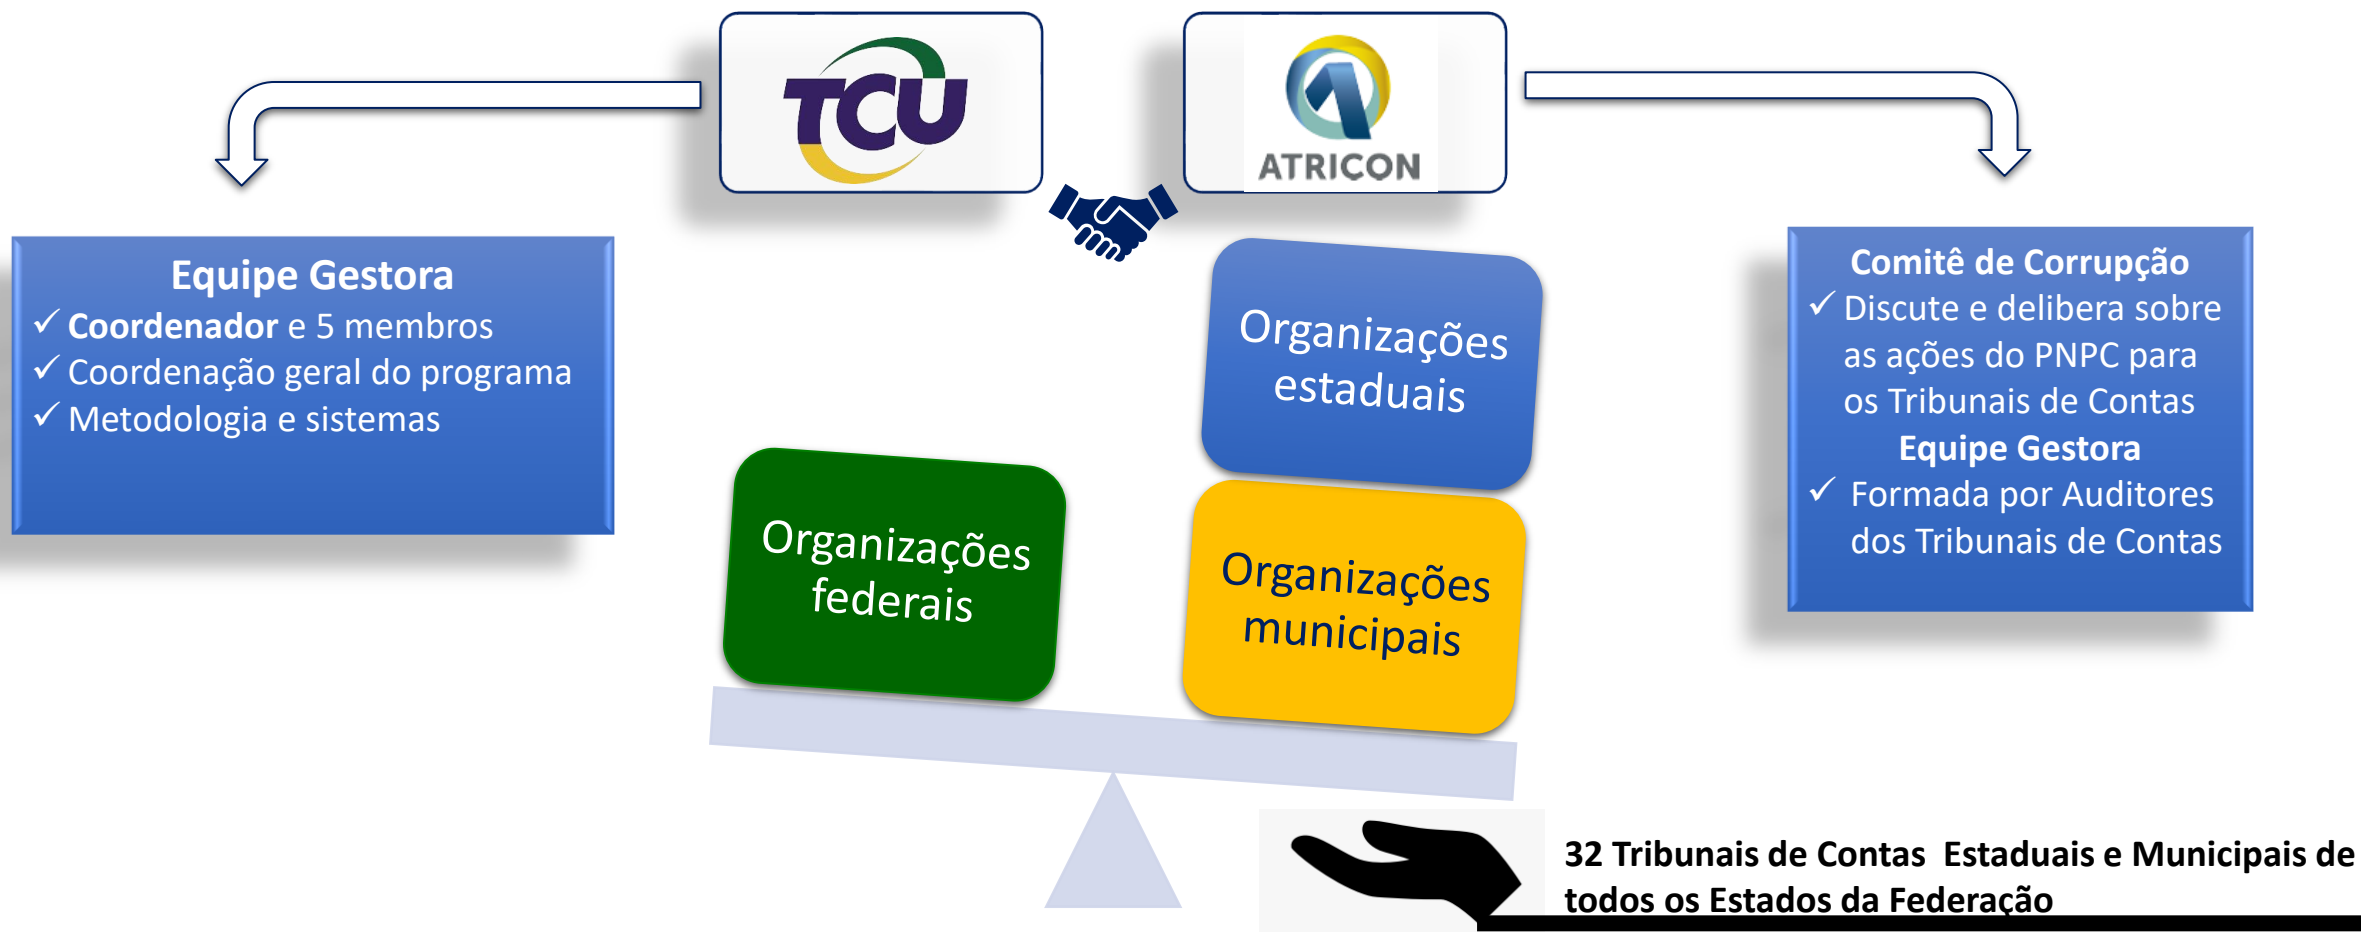 TCU
ATRICON
Equipe Gestora
✓ Coordenador e 5 membros
✓ Coordenação geral do programa
✓ Metodologia e sistemas
Organizações
estaduais
Organizações
federais
Organizações
municipais
Comitê de Corrupção
✓ Discute e delibera sobre
as ações do PNPC para
os Tribunais de Contas
Equipe Gestora
✓ Formada por Auditores
dos Tribunais de Contas
32 Tribunais de Contas Estaduais e Municipais de
todos os Estados da Federação